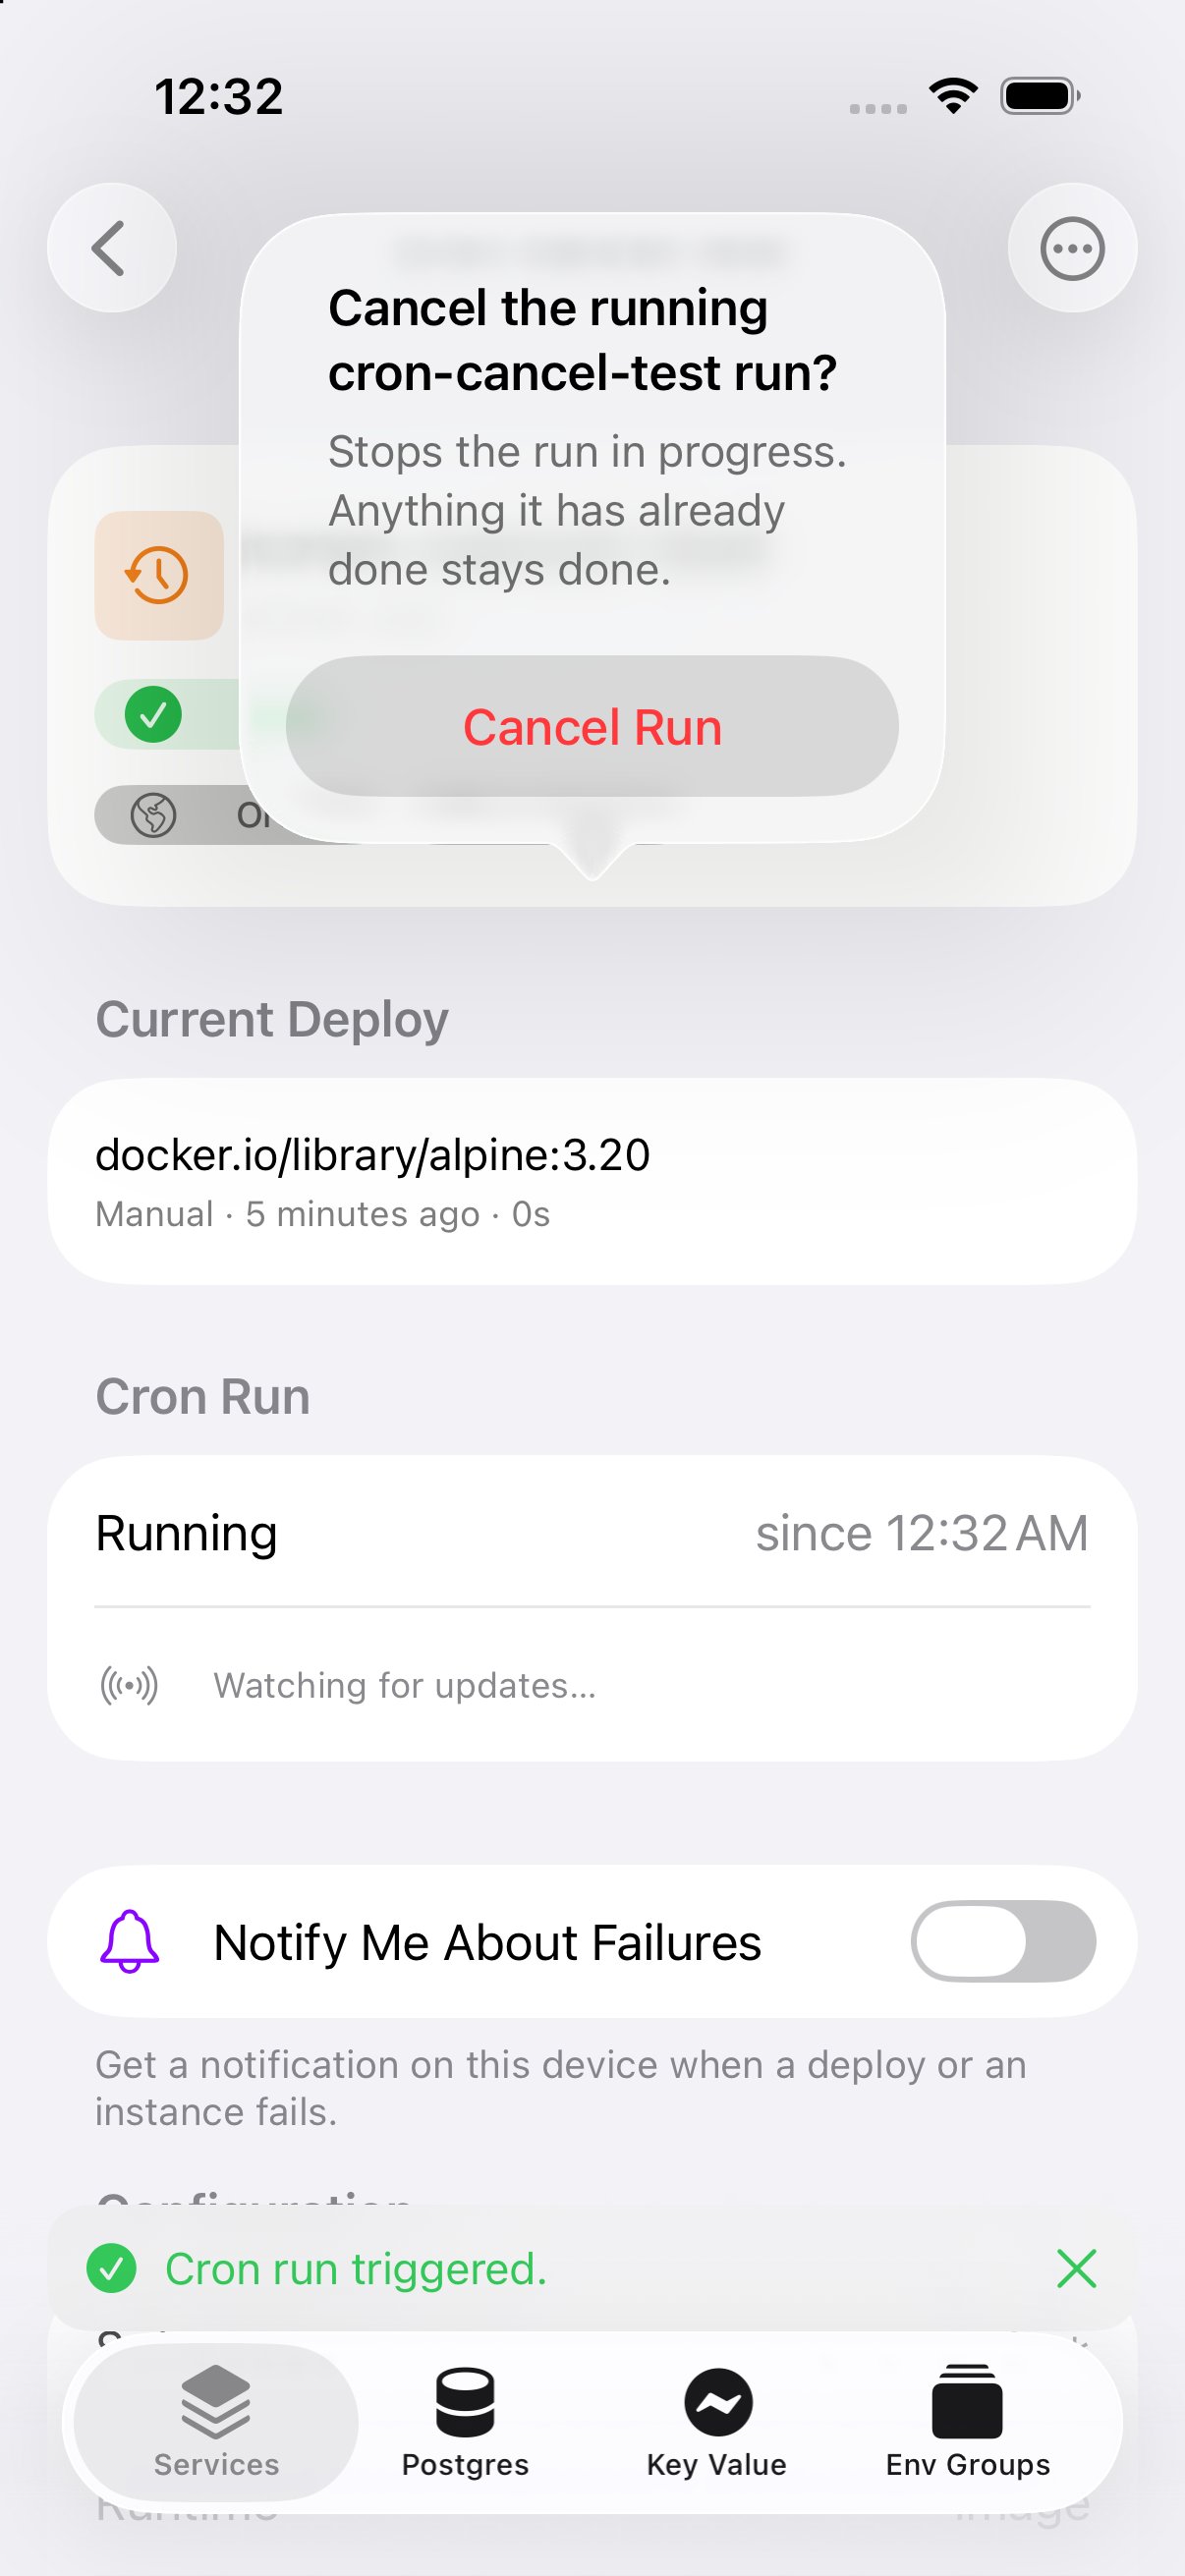 12:32
Cancel the running
cron-cancel-test run?
Stops the run in progress.
Anything it has already
done stays done.
Cancel Run
Current Deploy
docker.io/library/alpine:3.20
Manual · 5 minutes ago · 0s
Cron Run
Running
since 12:32 AM
Watching for updates...
Notify Me About Failures
Get a notification on this device when a deploy or an
instance fails.
Configuration
Cron run triggered.
Services
Postgres
Key Value
Env Groups
Runtime
Image